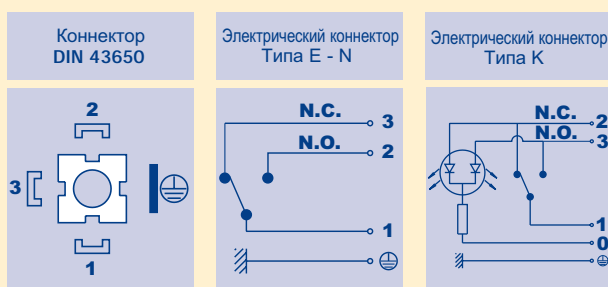 Коннектор
DIN 43650
Электрический коннектор
Типа E - N
Электрический коннектор
Типа K
2
3
1
N.C.
3
N.O.
2
1
N.C.
2
N.O.
3
1
0